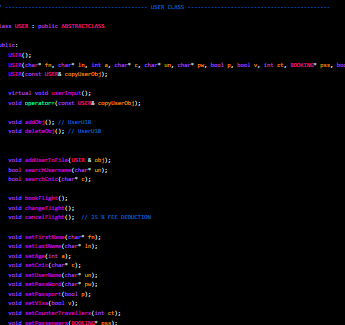 ------------------------------ USER CLASS ------------------------------
class USER : public ABSTRACTCLASS
public:
USER();
USER(char* fn, char* ln, int a, char* c, char* un, char* pw, bool p, bool v, int ct, BOOKING* pss, boo
USER(const USER& copyUserObj);
virtual void userInput();
void operator=(const USER& copyUserObj);
void addObj(); // UserUIB
void deleteObj(); // UserUIB
void addUserToFile(USER & obj);
bool searchUsername(char* un);
bool searchCnic(char* c);
void bookFlight();
void changeFlight();
void cancelFlight(); // 25 % FEE DEDUCTION
void setFirstName(char* fn);
void setLastName(char* ln);
void setAge(int a);
void setCnic(char* c);
void setUserName(char* un);
void setPassWord(char* pw);
void setPassport(bool p);
void setVisa(bool v);
void setCounterTravellers(int ct);
void setPassengers(BOOKING* pss);